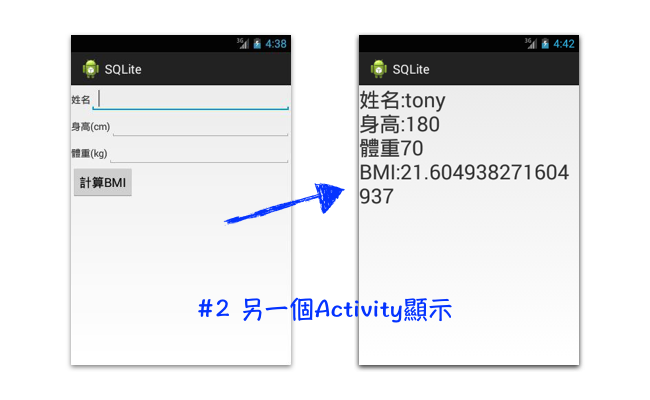 3G 4:38
SQLite
姓名
身高(cm)
體重(kg)
計算BMI
3G 4:42
SQLite
姓名:tony
身高:180
體重70
BMI:21.604938271604
937
#2 另一個Activity顯示